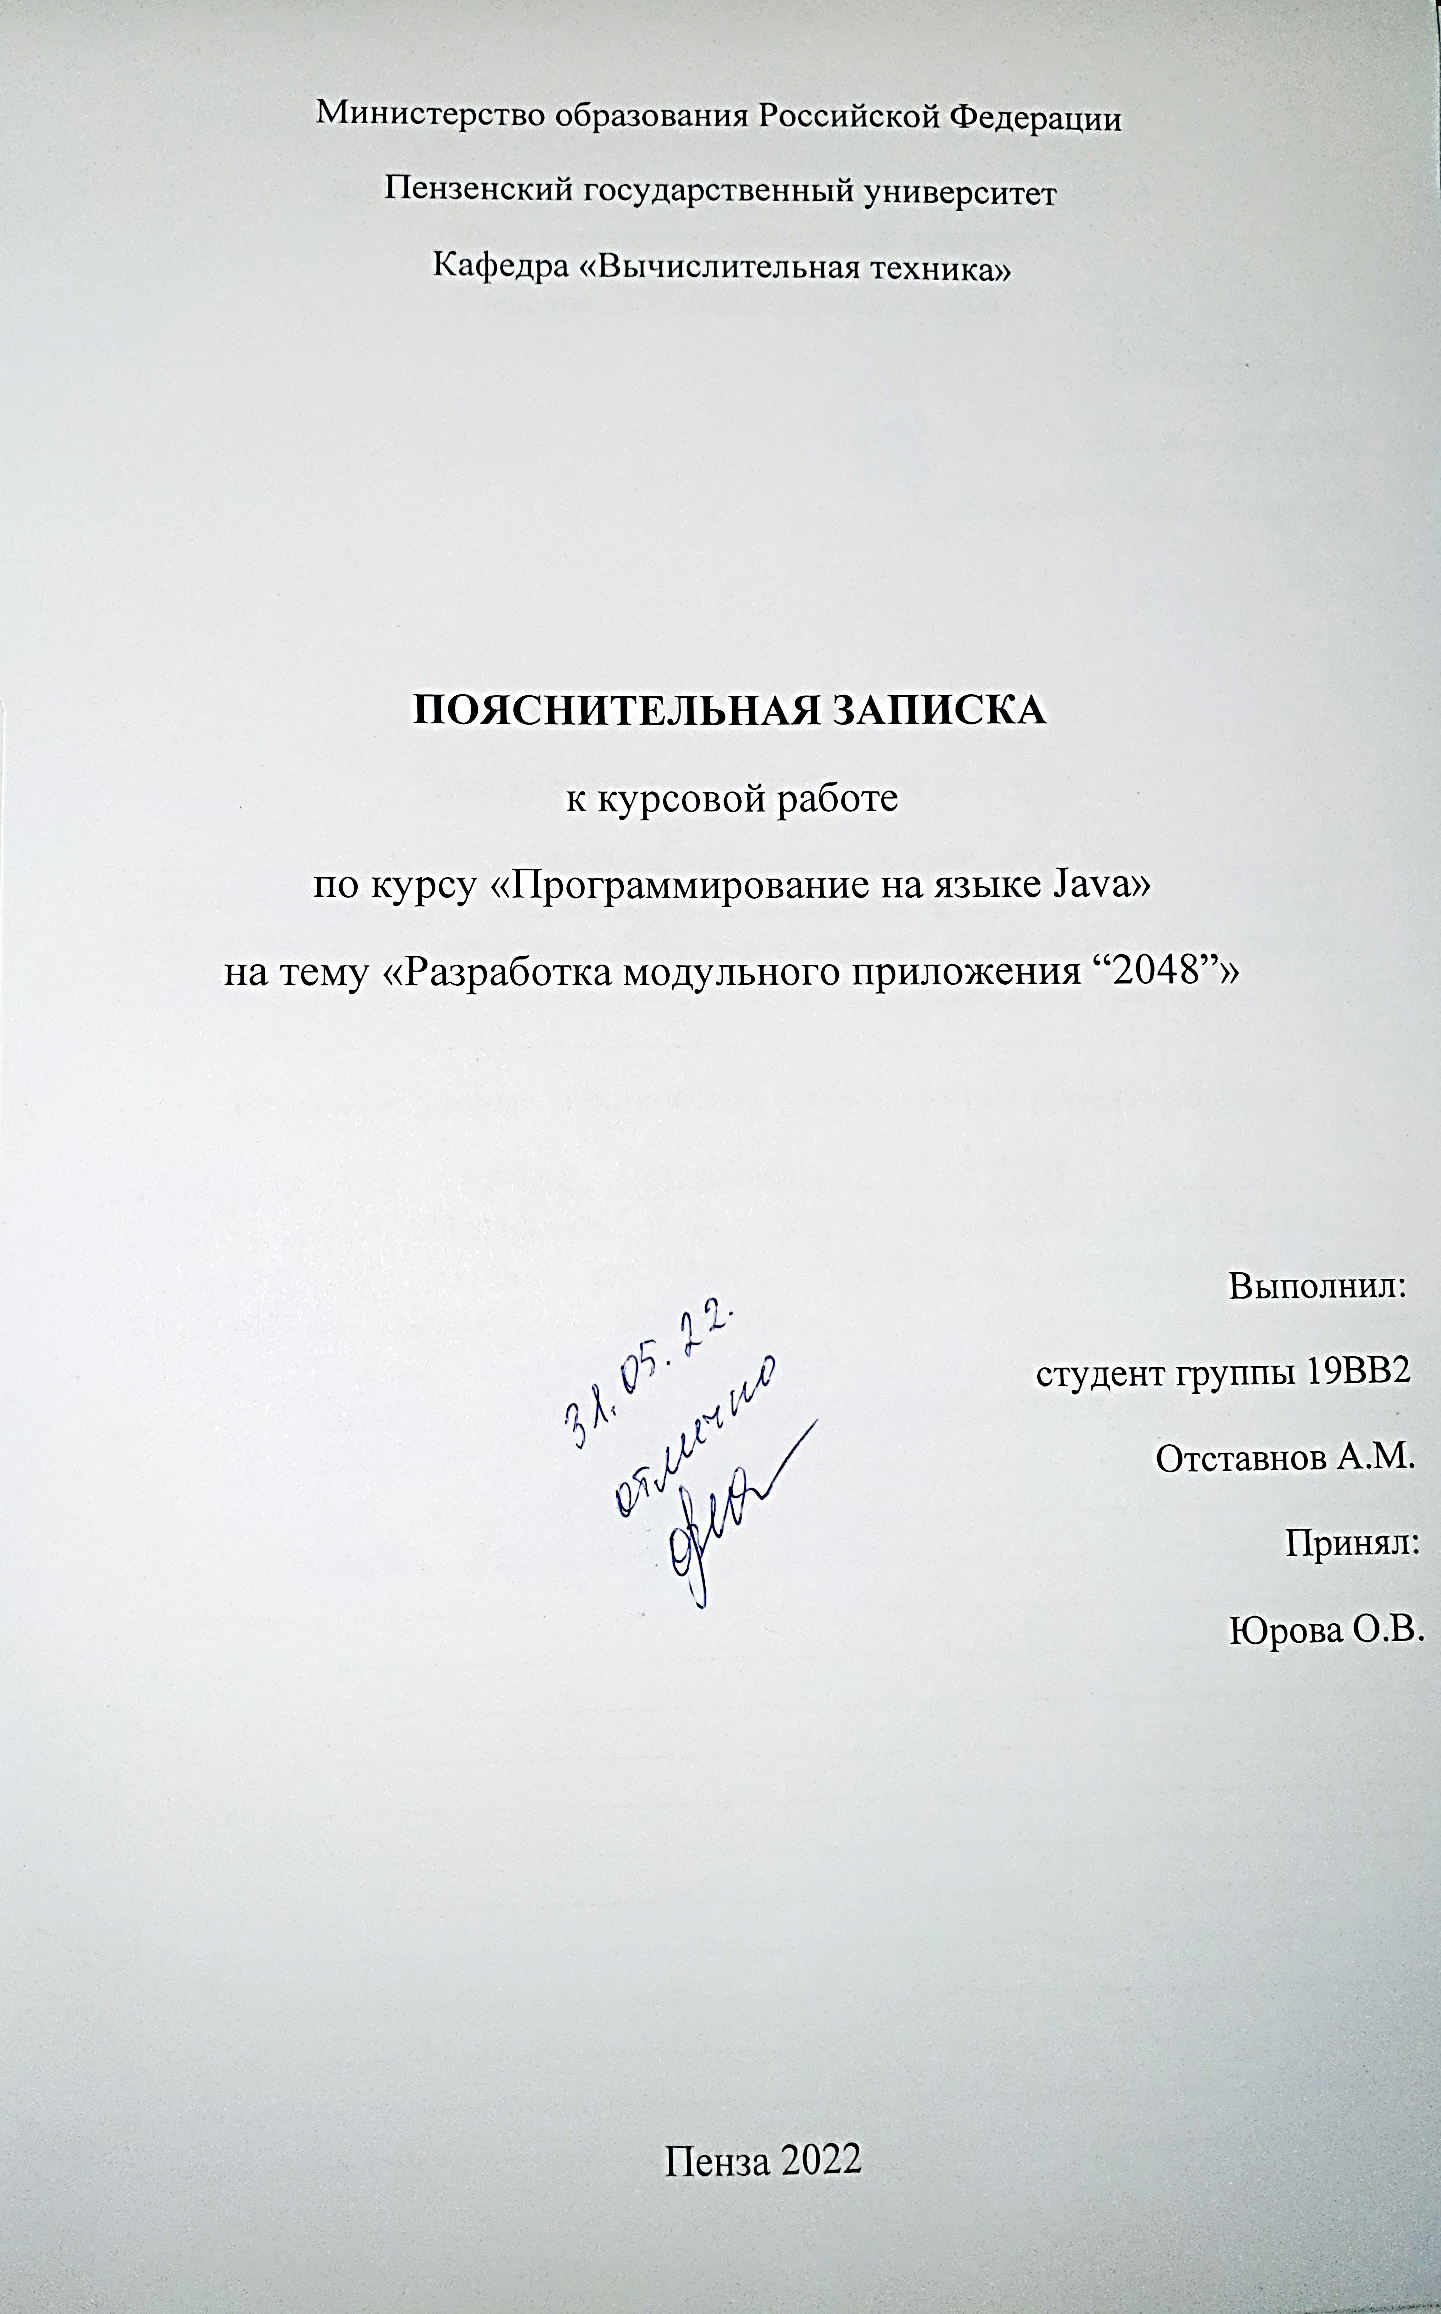 Министерство образования Российской Федерации
Пензенский государственный университет
Кафедра «Вычислительная техника»
ПОЯСНИТЕЛЬНАЯ ЗАПИСКА
к курсовой работе
по курсу «Программирование на языке Java»
на тему «Разработка модульного приложения “2048”»
31.05.22.
отлично
Выполнил:
студент группы 19ВВ2
Отставнов А.М.
Принял:
Юрова О.В.
Пенза 2022